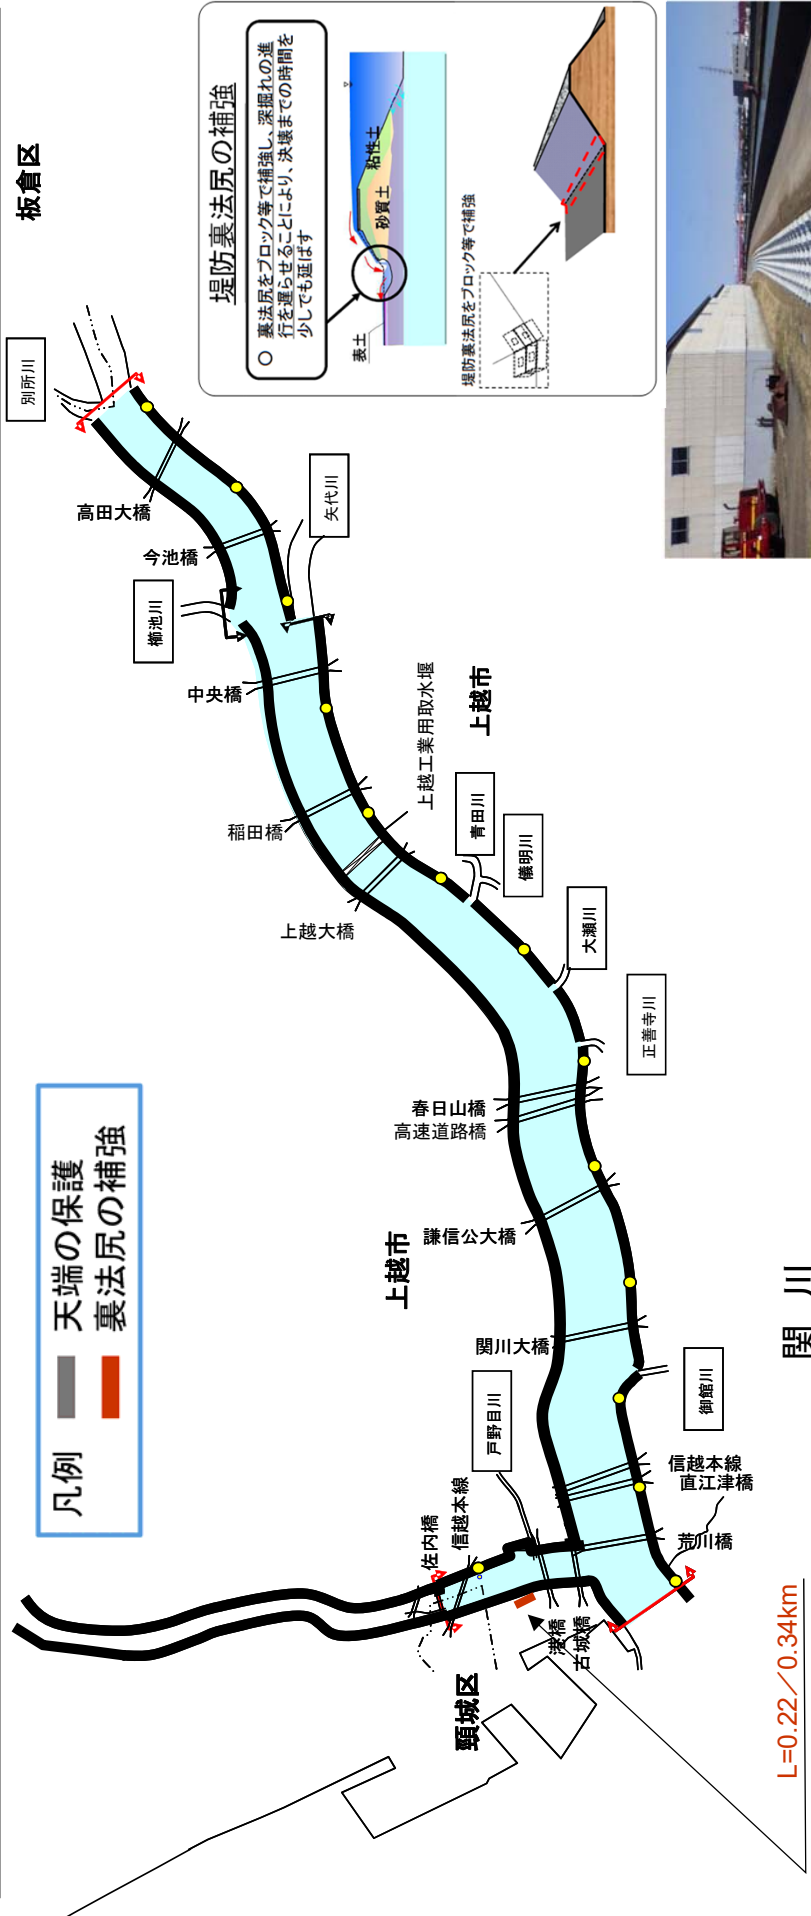 板倉区
堤防裏法尻の補強
○ 裏法尻をブロック等で補強し、深掘れの進
行を遅らせることにより、決壊までの時間を
少しでも延ばす
表土
砂質土
粘性土
堤防裏法尻をブロック等で補強
別所川
高田大橋
今池橋
矢代川
櫛池川
中央橋
上越工業用取水堰
上越市
稲田橋
青田川
儀明川
上越大橋
大瀬川
正善寺川
春日山橋
高速道路橋
上越市
謙信公大橋
関川大橋
御館川
戸野目川
信越本線
直江津橋
荒川橋
佐内橋
信越本線
港橋
古城橋
頸城区
関川
凡例
天端の保護
裏法尻の補強
L=0.22／0.34km